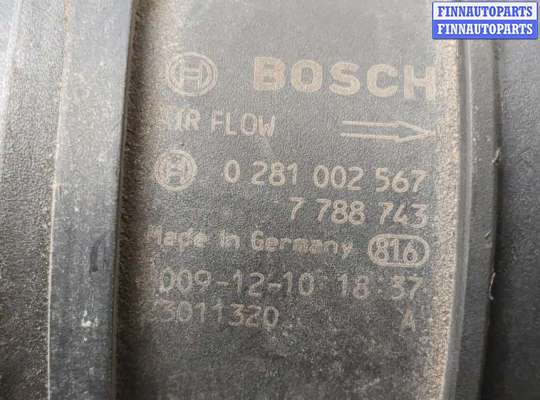 FINNAUTOPARTS
FINNAUTOPARTS
BOSCH
AIR FLOW
0 281 002 567
7 788 743
Made in Germany 816
009-12-10 18:37
3011320 A